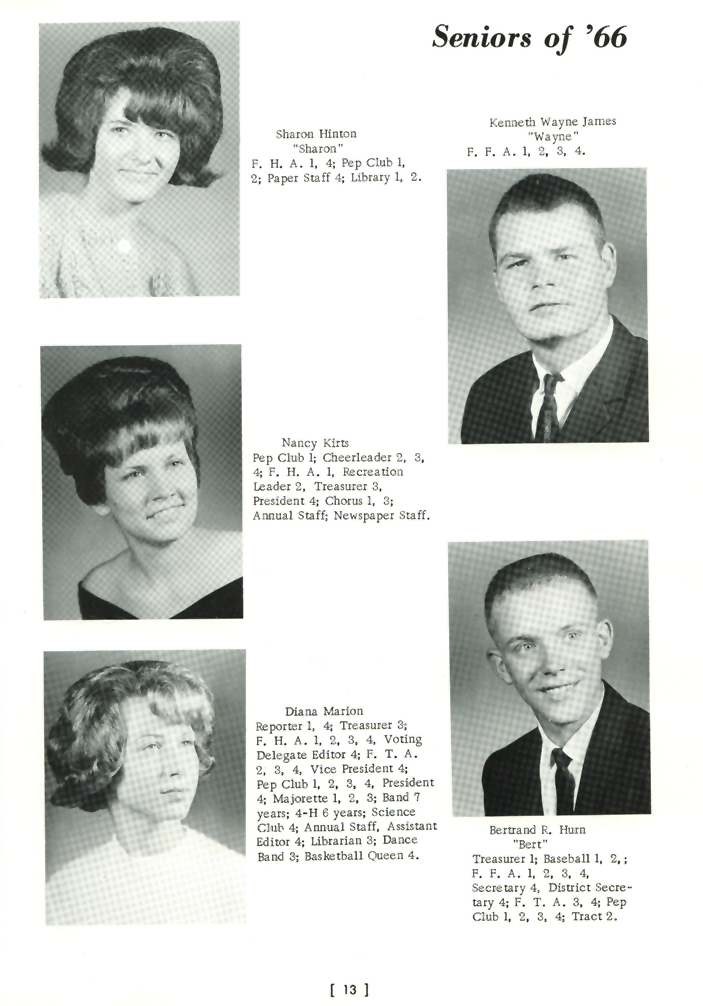 Seniors of '66
Sharon Hinton
"Sharon"
F. H. A. 1, 4; Pep Club 1,
2; Paper Staff 4; Library 1, 2.
Kenneth Wayne James
"Wayne"
F. F. A. 1, 2, 3, 4.
Nancy Kirts
Pep Club 1; Cheerleader 2, 3,
4; F. H. A. 1, Recreation
Leader 2, Treasurer 3,
President 4; Chorus 1, 3;
Annual Staff; Newspaper Staff.
Diana Marion
Reporter 1, 4; Treasurer 3;
F. H. A. 1, 2, 3, 4, Voting
Delegate Editor 4; F. T. A.
2, 3, 4, Vice President 4;
Pep Club 1, 2, 3, 4, President
4; Majorette 1, 2, 3; Band 7
years; 4-H 6 years; Science
Club 4; Annual Staff, Assistant
Editor 4; Librarian 3; Dance
Band 3; Basketball Queen 4.
Bertrand R. Hurn
"Bert"
Treasurer 1; Baseball 1, 2, ;
F. F. A. 1, 2, 3, 4,
Secretary 4, District Secre-
tary 4; F. T. A. 3, 4; Pep
Club 1, 2, 3, 4; Tract 2.
[ 13 ]